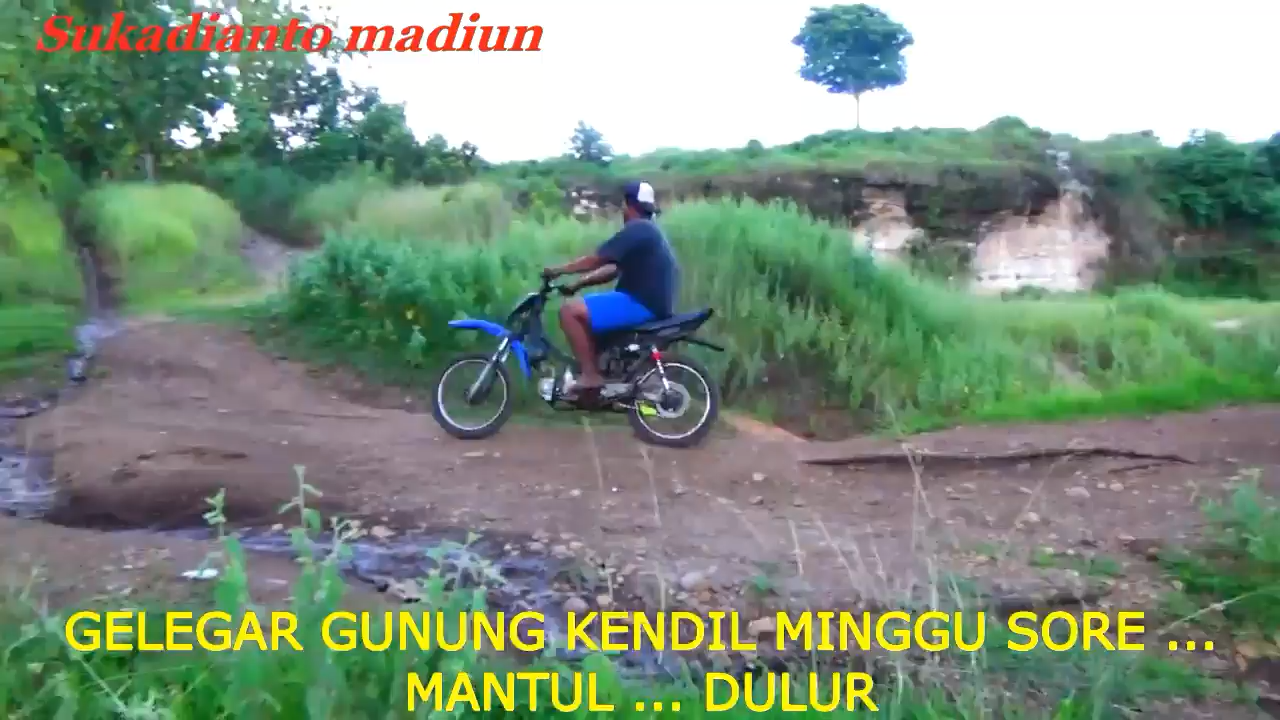 Sukadianto madiun
GELEGAR GUNUNG KENDIL MINGGU SORE ...
MANTUL ... DULUR